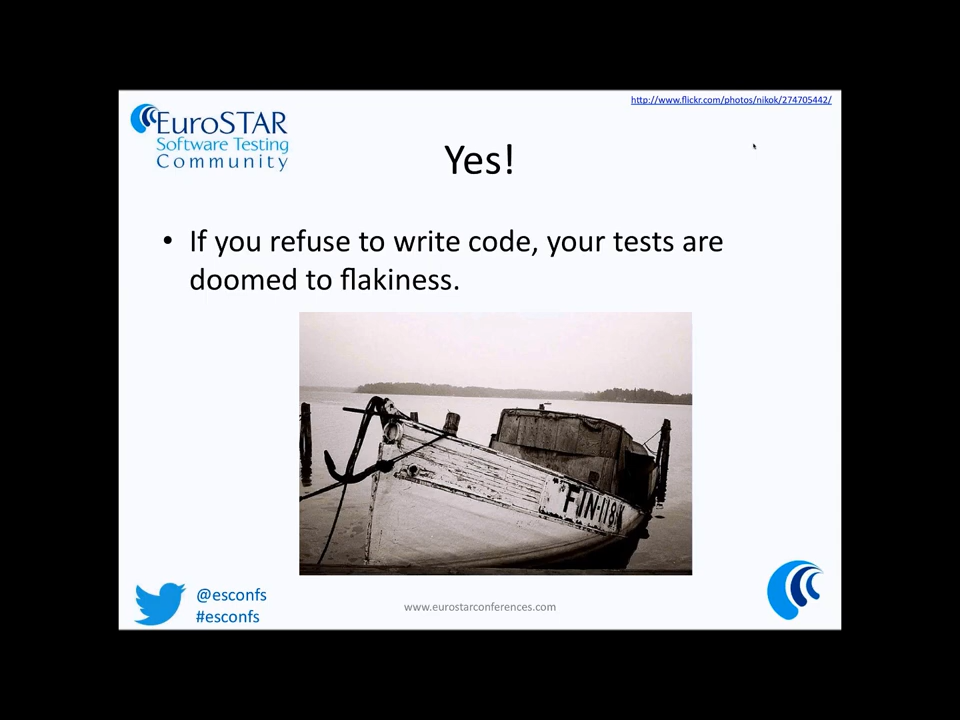 http://www.flickr.com/photos/nikok/274705442/
EuroSTAR
Software Testing
Community
Yes!
• If you refuse to write code, your tests are
doomed to flakiness.
FIN-118K
@esconfs
#esconfs
www.eurostarconferences.com